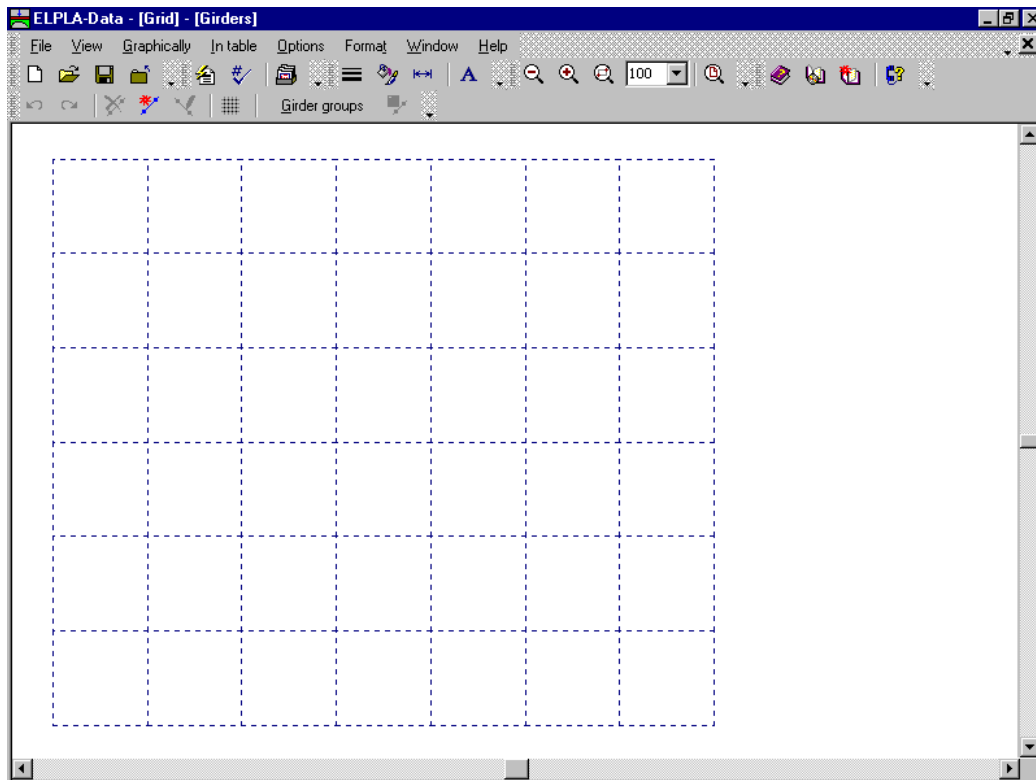 ELPLA-Data - [Grid] - [Girders]
File View Graphically In table Options Format Window Help
A 100
Girder groups